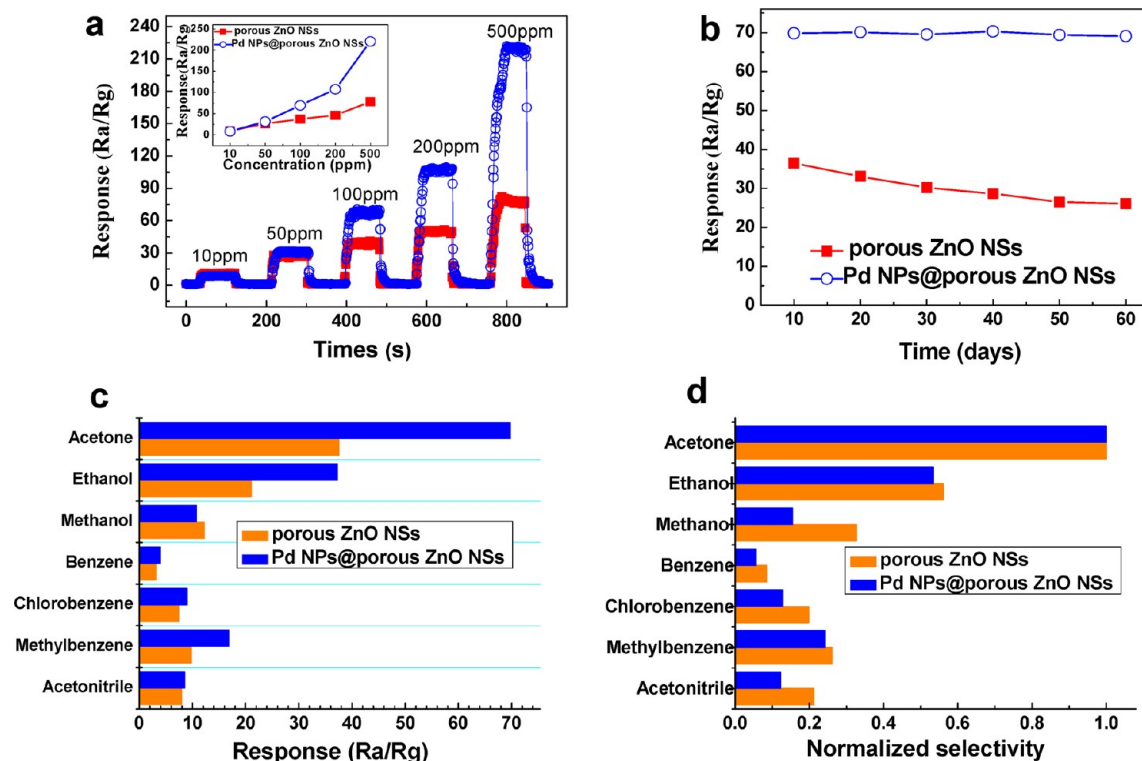 a
240
210
180
150
120
90
60
30
0
Response (Ra/Rg)
0 200 400 600 800
Times (s)
10ppm
50ppm
100ppm
200ppm
500ppm
250
200
150
100
50
0
Response(Ra/Rg)
10 50 100 200 500
Concentration (ppm)
porous ZnO NSs
Pd NPs@porous ZnO NSs
b
70
60
50
40
30
20
10
0
Response (Ra/Rg)
porous ZnO NSs
Pd NPs@porous ZnO NSs
10 20 30 40 50 60
Time (days)
c
Acetone
Ethanol
Methanol
Benzene
Chlorobenzene
Methylbenzene
Acetonitrile
porous ZnO NSs
Pd NPs@porous ZnO NSs
0 10 20 30 40 50 60 70
Response (Ra/Rg)
d
Acetone
Ethanol
Methanol
Benzene
Chlorobenzene
Methylbenzene
Acetonitrile
porous ZnO NSs
Pd NPs@porous ZnO NSs
0.0 0.2 0.4 0.6 0.8 1.0
Normalized selectivity